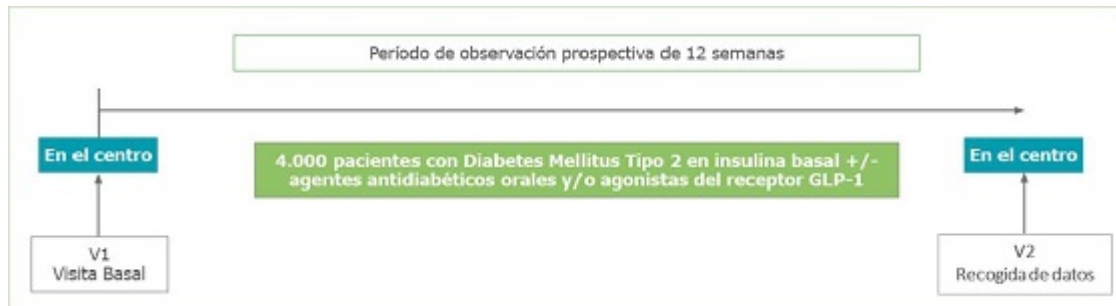 Período de observación prospectiva de 12 semanas
En el centro
4.000 pacientes con Diabetes Mellitus Tipo 2 en insulina basal +/-
agentes antidiabéticos orales y/o agonistas del receptor GLP-1
En el centro
V1
Visita Basal
V2
Recogida de datos